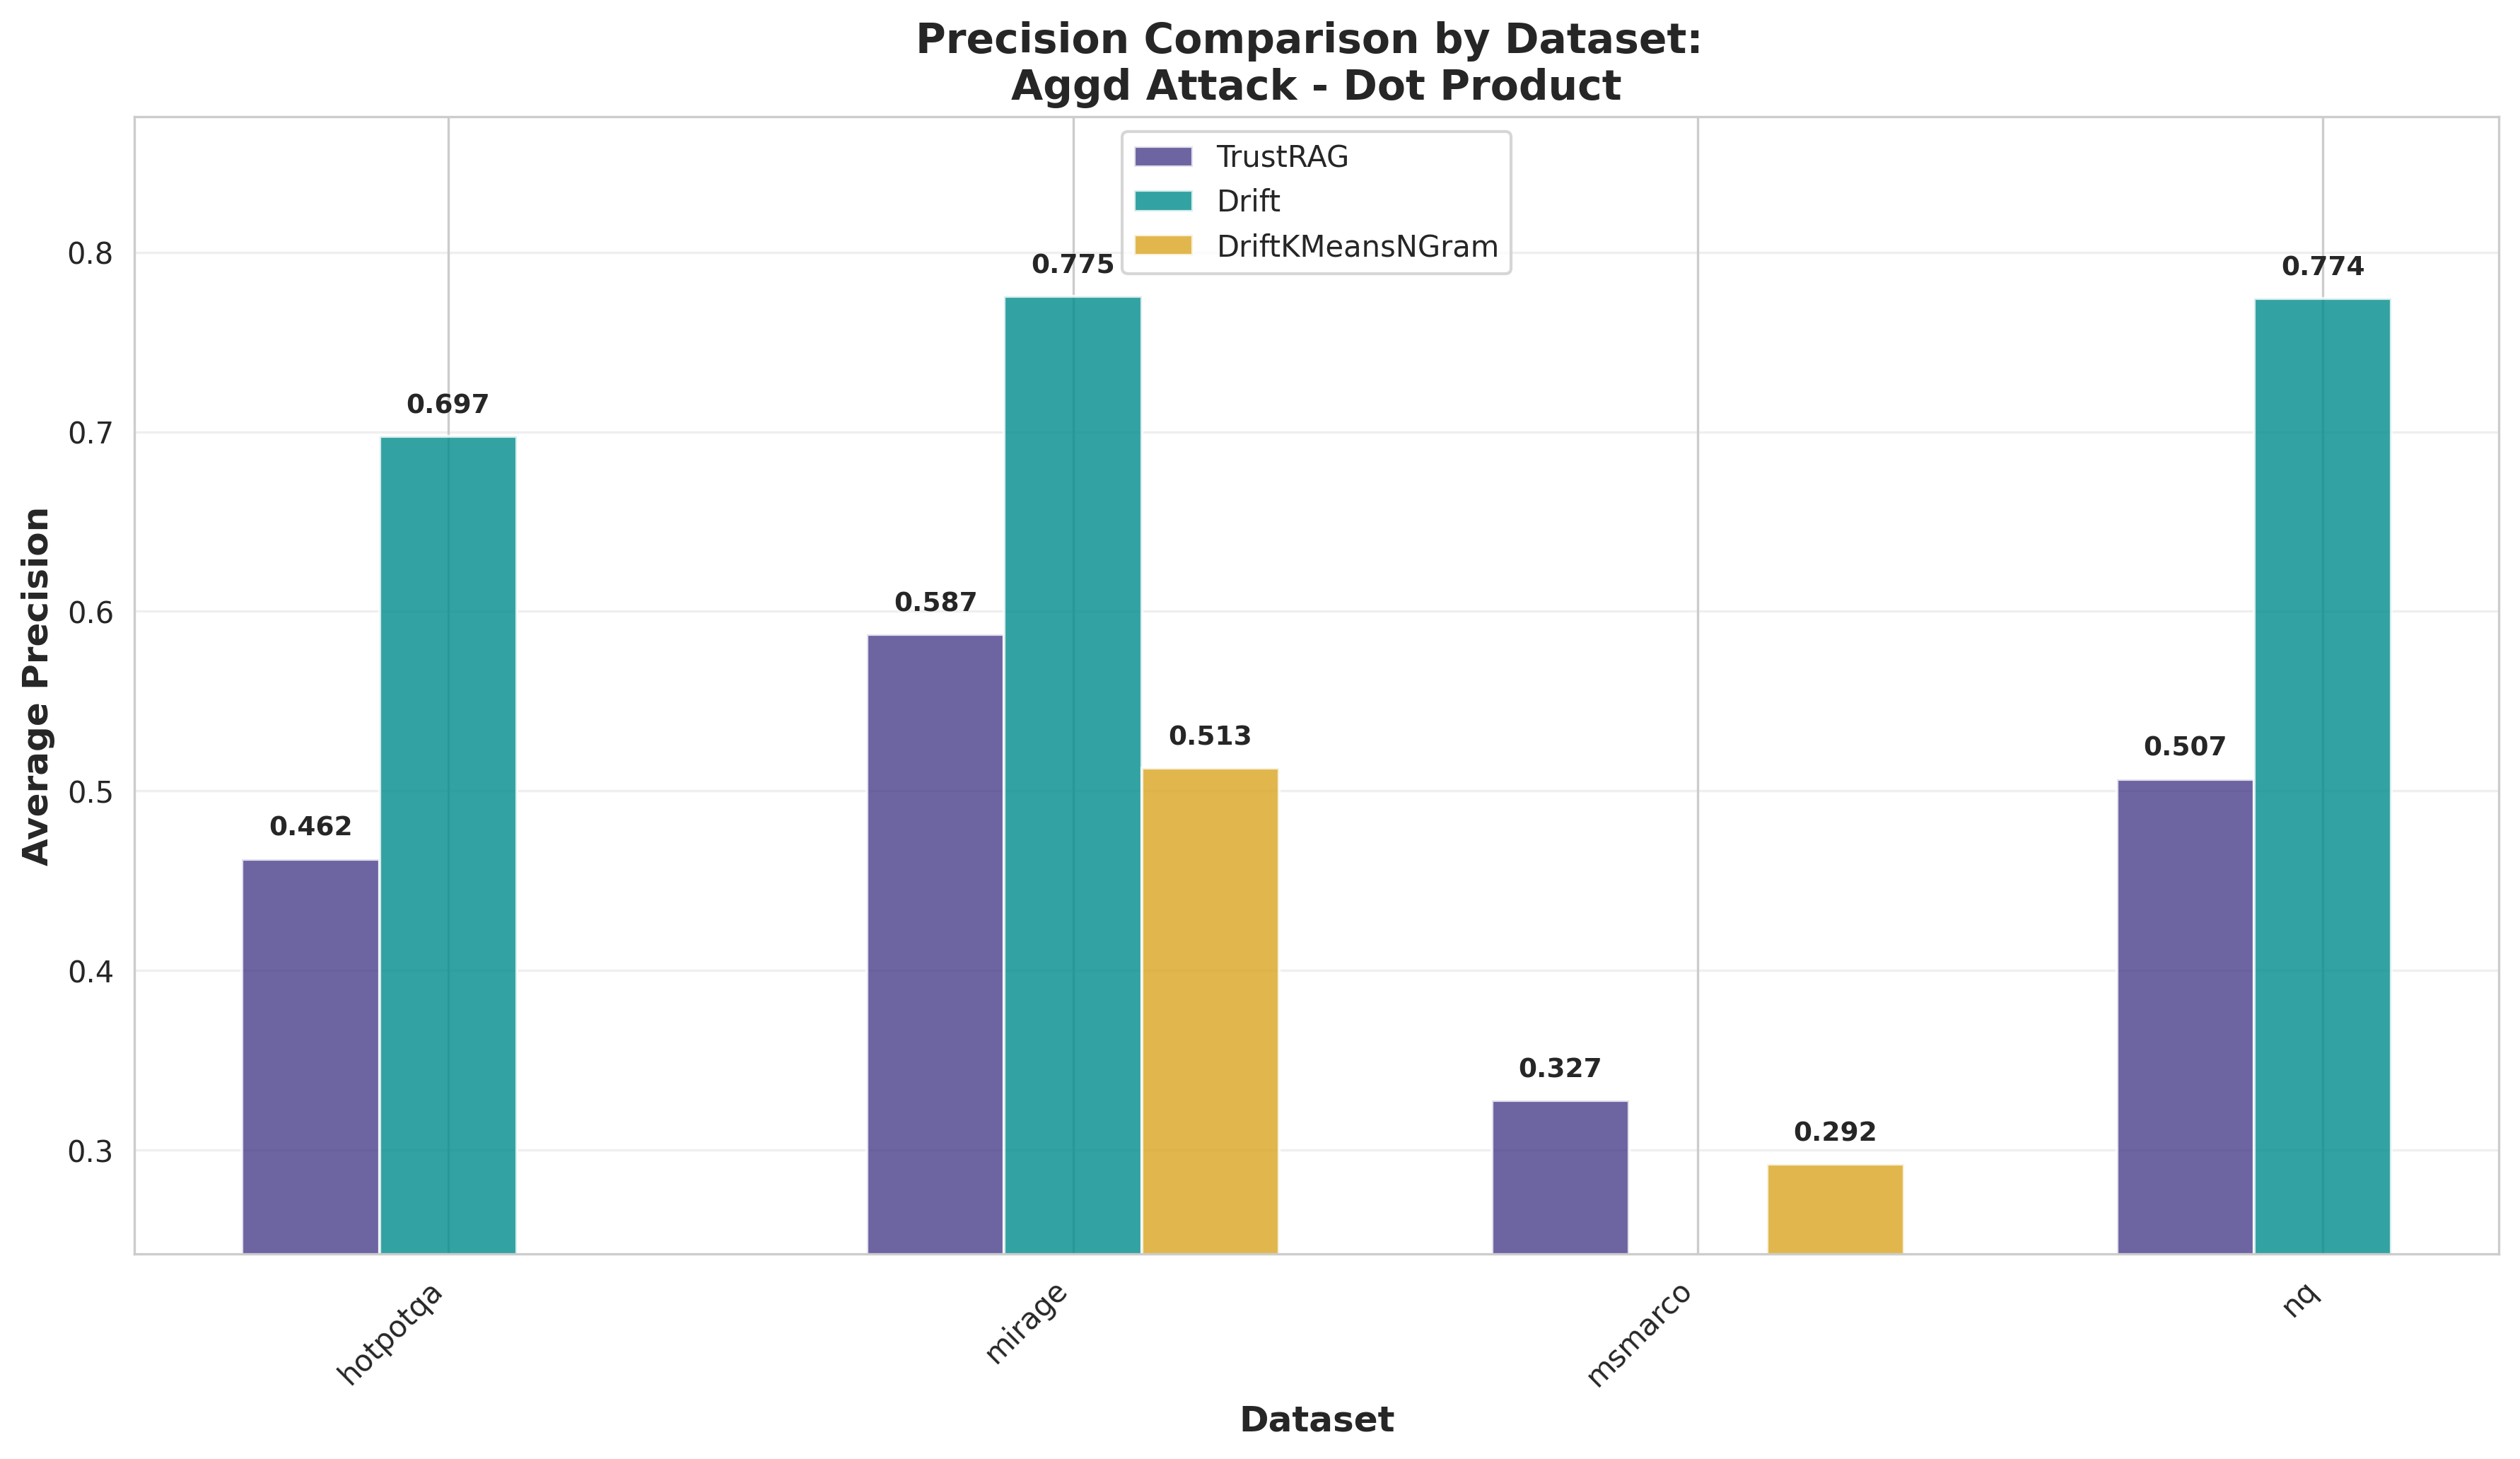 Precision Comparison by Dataset:
Aggd Attack - Dot Product
TrustRAG
Drift
DriftKMeansNGram
Average Precision
0.8
0.7
0.6
0.5
0.4
0.3
0.462
0.697
0.587
0.775
0.513
0.327
0.292
0.507
0.774
hotpotqa
mirage
msmarco
nq
Dataset